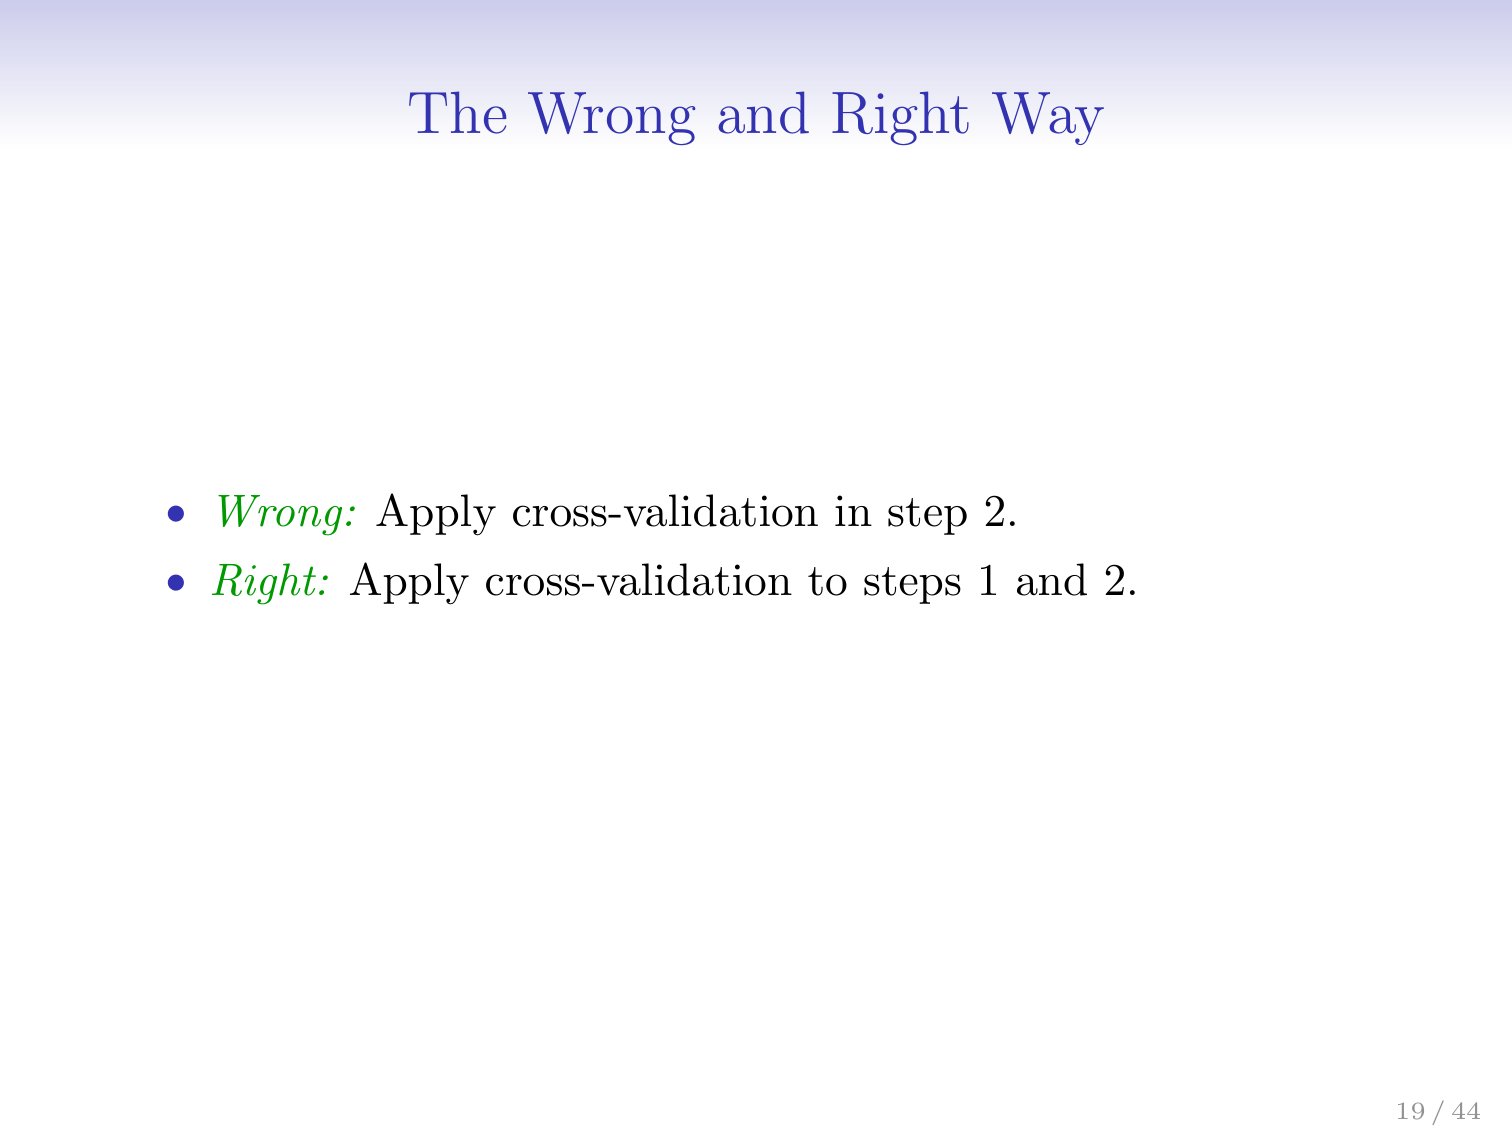 The Wrong and Right Way
• Wrong: Apply cross-validation in step 2.
• Right: Apply cross-validation to steps 1 and 2.
19 / 44